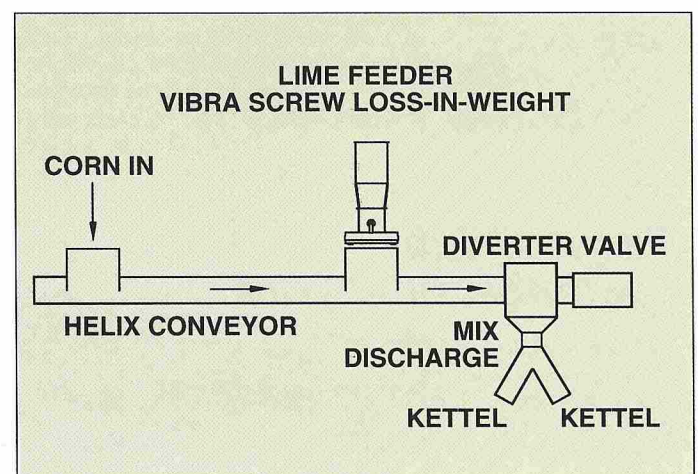 LIME FEEDER
VIBRA SCREW LOSS-IN-WEIGHT
CORN IN
DIVERTER VALVE
HELIX CONVEYOR
MIX
DISCHARGE
KETTEL
KETTEL